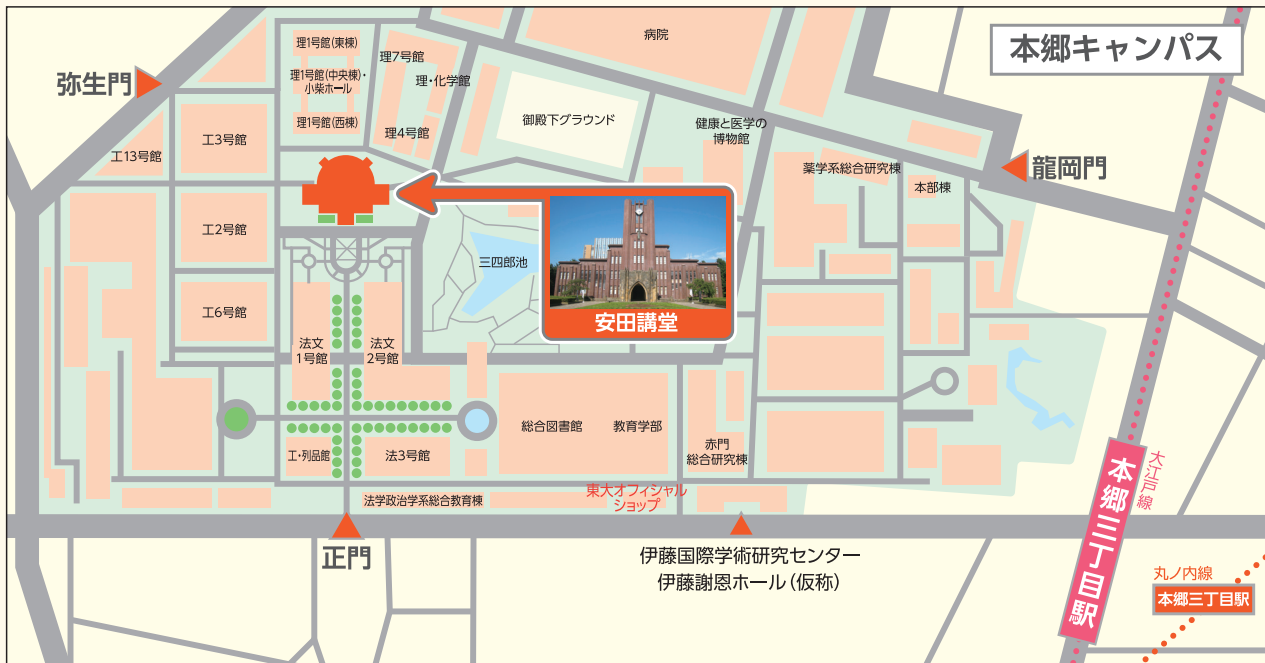 本郷キャンパス
病院
理1号館(東棟)
理7号館
理1号館(中央棟)・
小柴ホール
理・化学館
弥生門
理1号館(西棟)
理4号館
御殿下グラウンド
健康と医学の
博物館
工3号館
工13号館
薬学系総合研究棟
龍岡門
本部棟
工2号館
三四郎池
安田講堂
工6号館
法文
1号館
法文
2号館
総合図書館
教育学部
赤門
総合研究棟
工・列品館
法3号館
東大オフィシャル
ショップ
法学政治学系総合教育棟
正門
伊藤国際学術研究センター
伊藤謝恩ホール(仮称)
大江戸線
本郷三丁目駅
丸ノ内線
本郷三丁目駅